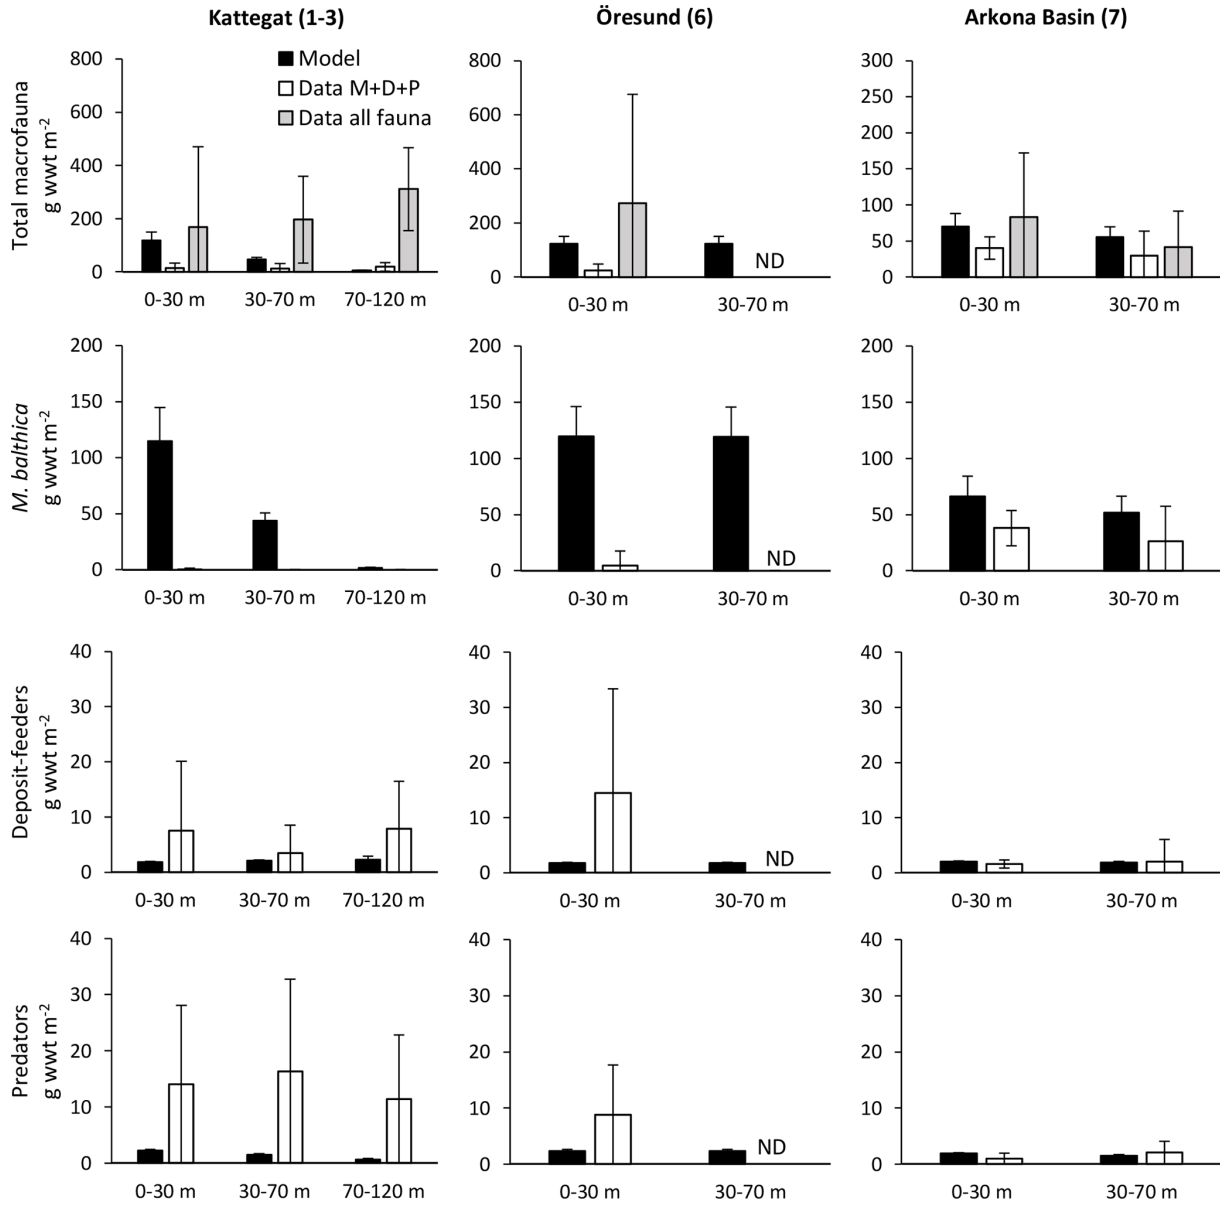 Kattegat (1-3)
Öresund (6)
Arkona Basin (7)
Total macrofauna
g wwt m-2
800
600
400
200
0
Model
Data M+D+P
Data all fauna
0-30 m
30-70 m
70-120 m
800
600
400
200
0
ND
0-30 m
30-70 m
300
250
200
150
100
50
0
0-30 m
30-70 m
M. balthica
g wwt m-2
200
150
100
50
0
0-30 m
30-70 m
70-120 m
200
150
100
50
0
ND
0-30 m
30-70 m
200
150
100
50
0
0-30 m
30-70 m
Deposit-feeders
g wwt m-2
40
30
20
10
0
0-30 m
30-70 m
70-120 m
40
30
20
10
0
ND
0-30 m
30-70 m
40
30
20
10
0
0-30 m
30-70 m
Predators
g wwt m-2
40
30
20
10
0
0-30 m
30-70 m
70-120 m
40
30
20
10
0
ND
0-30 m
30-70 m
40
30
20
10
0
0-30 m
30-70 m